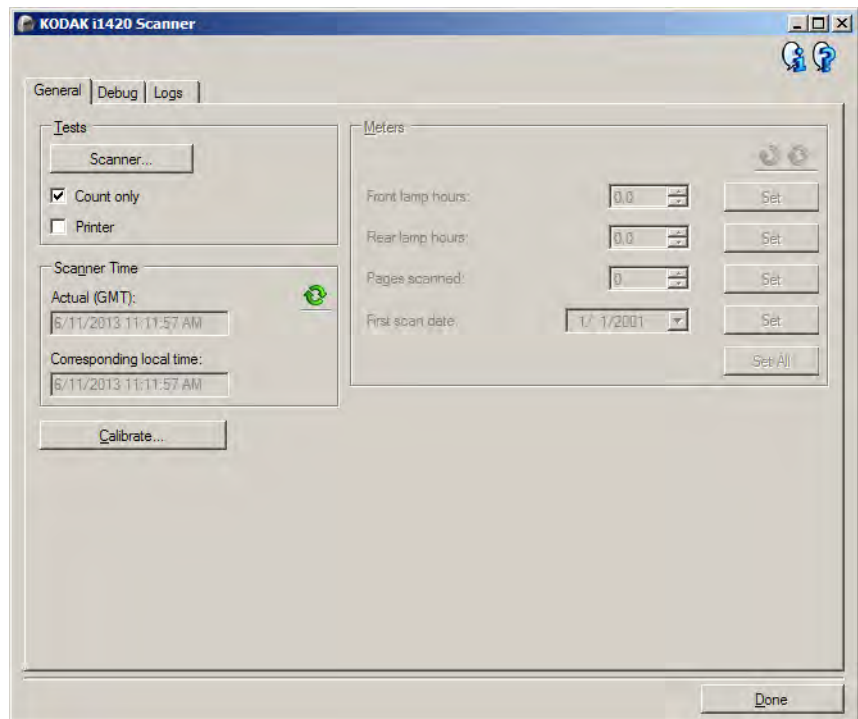 KODAK i1420 Scanner
General
Debug
Logs
Tests
Scanner...
Count only
Printer
Scanner Time
Actual (GMT):
6/11/2013 11:11:57 AM
Corresponding local time:
6/11/2013 11:11:57 AM
Calibrate...
Meters
Front lamp hours: 0.0 Set
Rear lamp hours: 0.0 Set
Pages scanned: 0 Set
First scan date: 1/ 1/2001 Set
Set All
Done